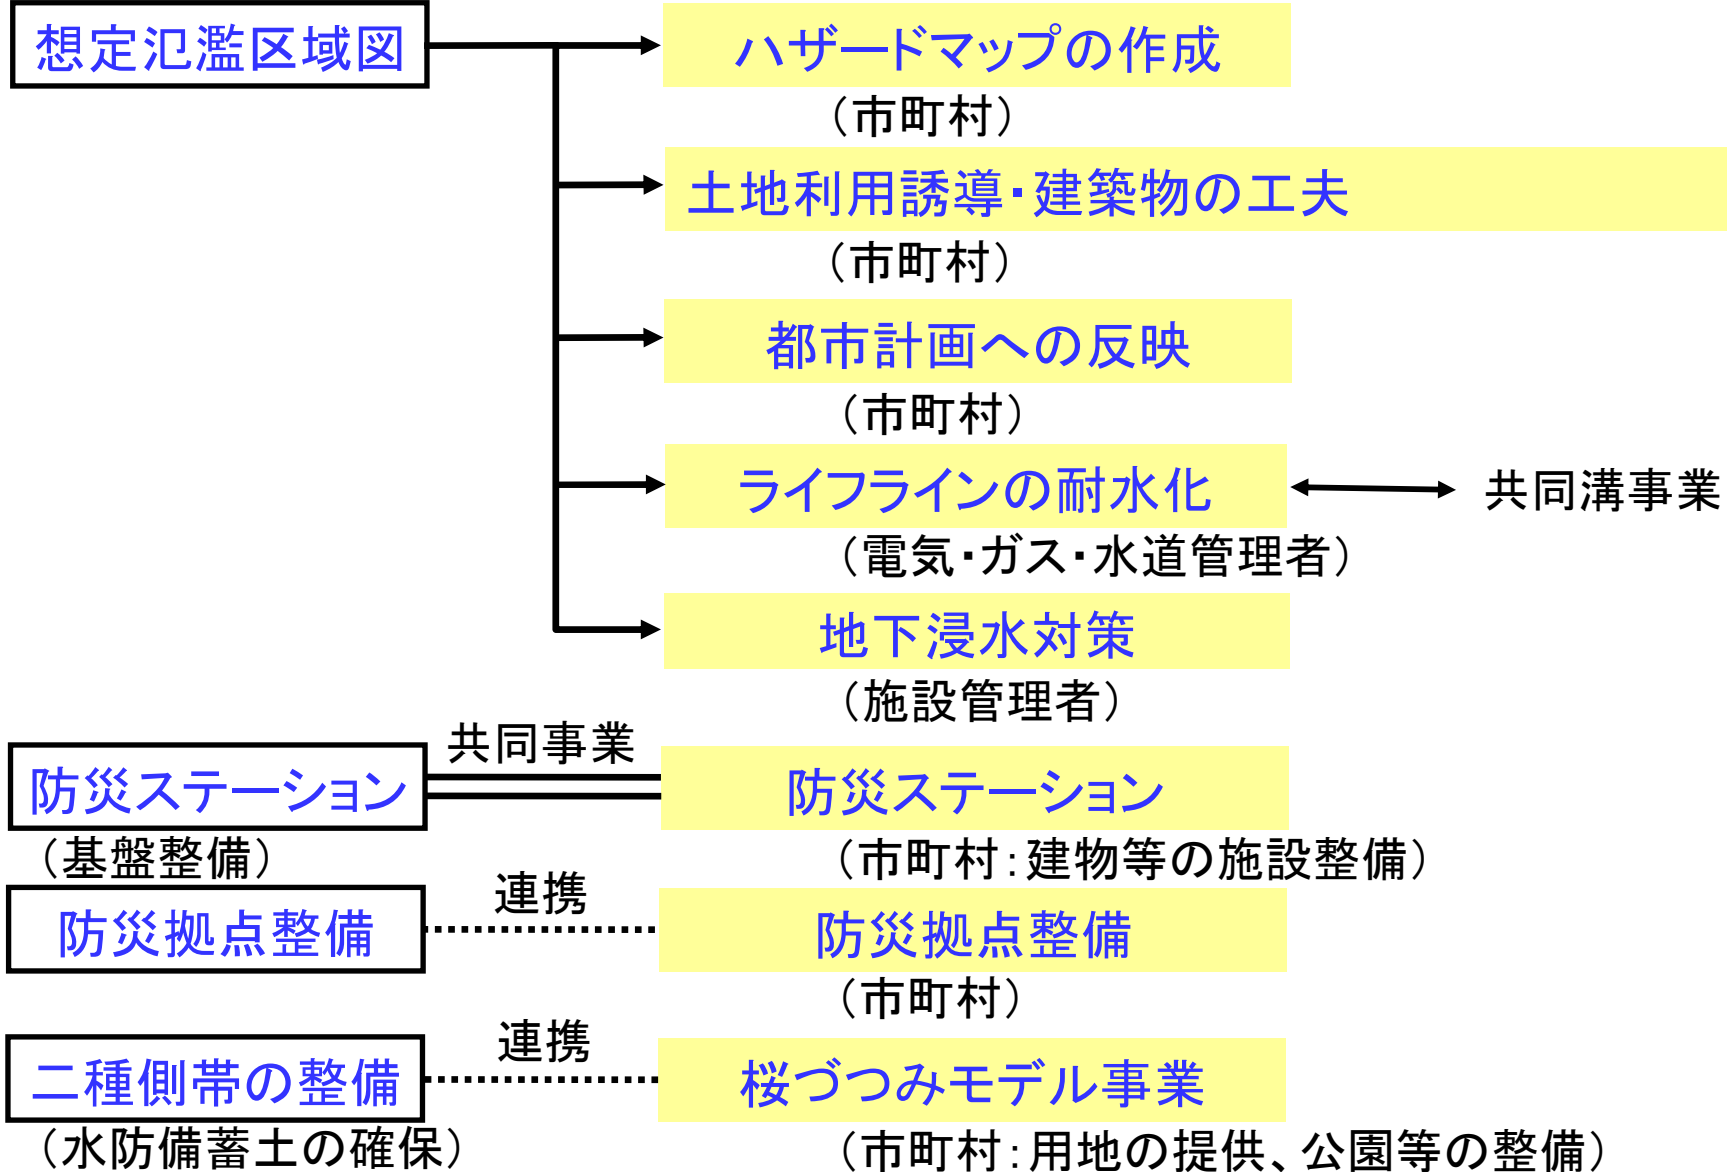 想定氾濫区域図
ハザードマップの作成
（市町村）
土地利用誘導・建築物の工夫
（市町村）
都市計画への反映
（市町村）
ライフラインの耐水化
共同溝事業
（電気・ガス・水道管理者）
地下浸水対策
（施設管理者）
共同事業
防災ステーション
防災ステーション
（基盤整備）
（市町村：建物等の施設整備）
連携
防災拠点整備
防災拠点整備
（市町村）
連携
二種側帯の整備
桜づつみモデル事業
（水防備蓄土の確保）
（市町村：用地の提供、公園等の整備）